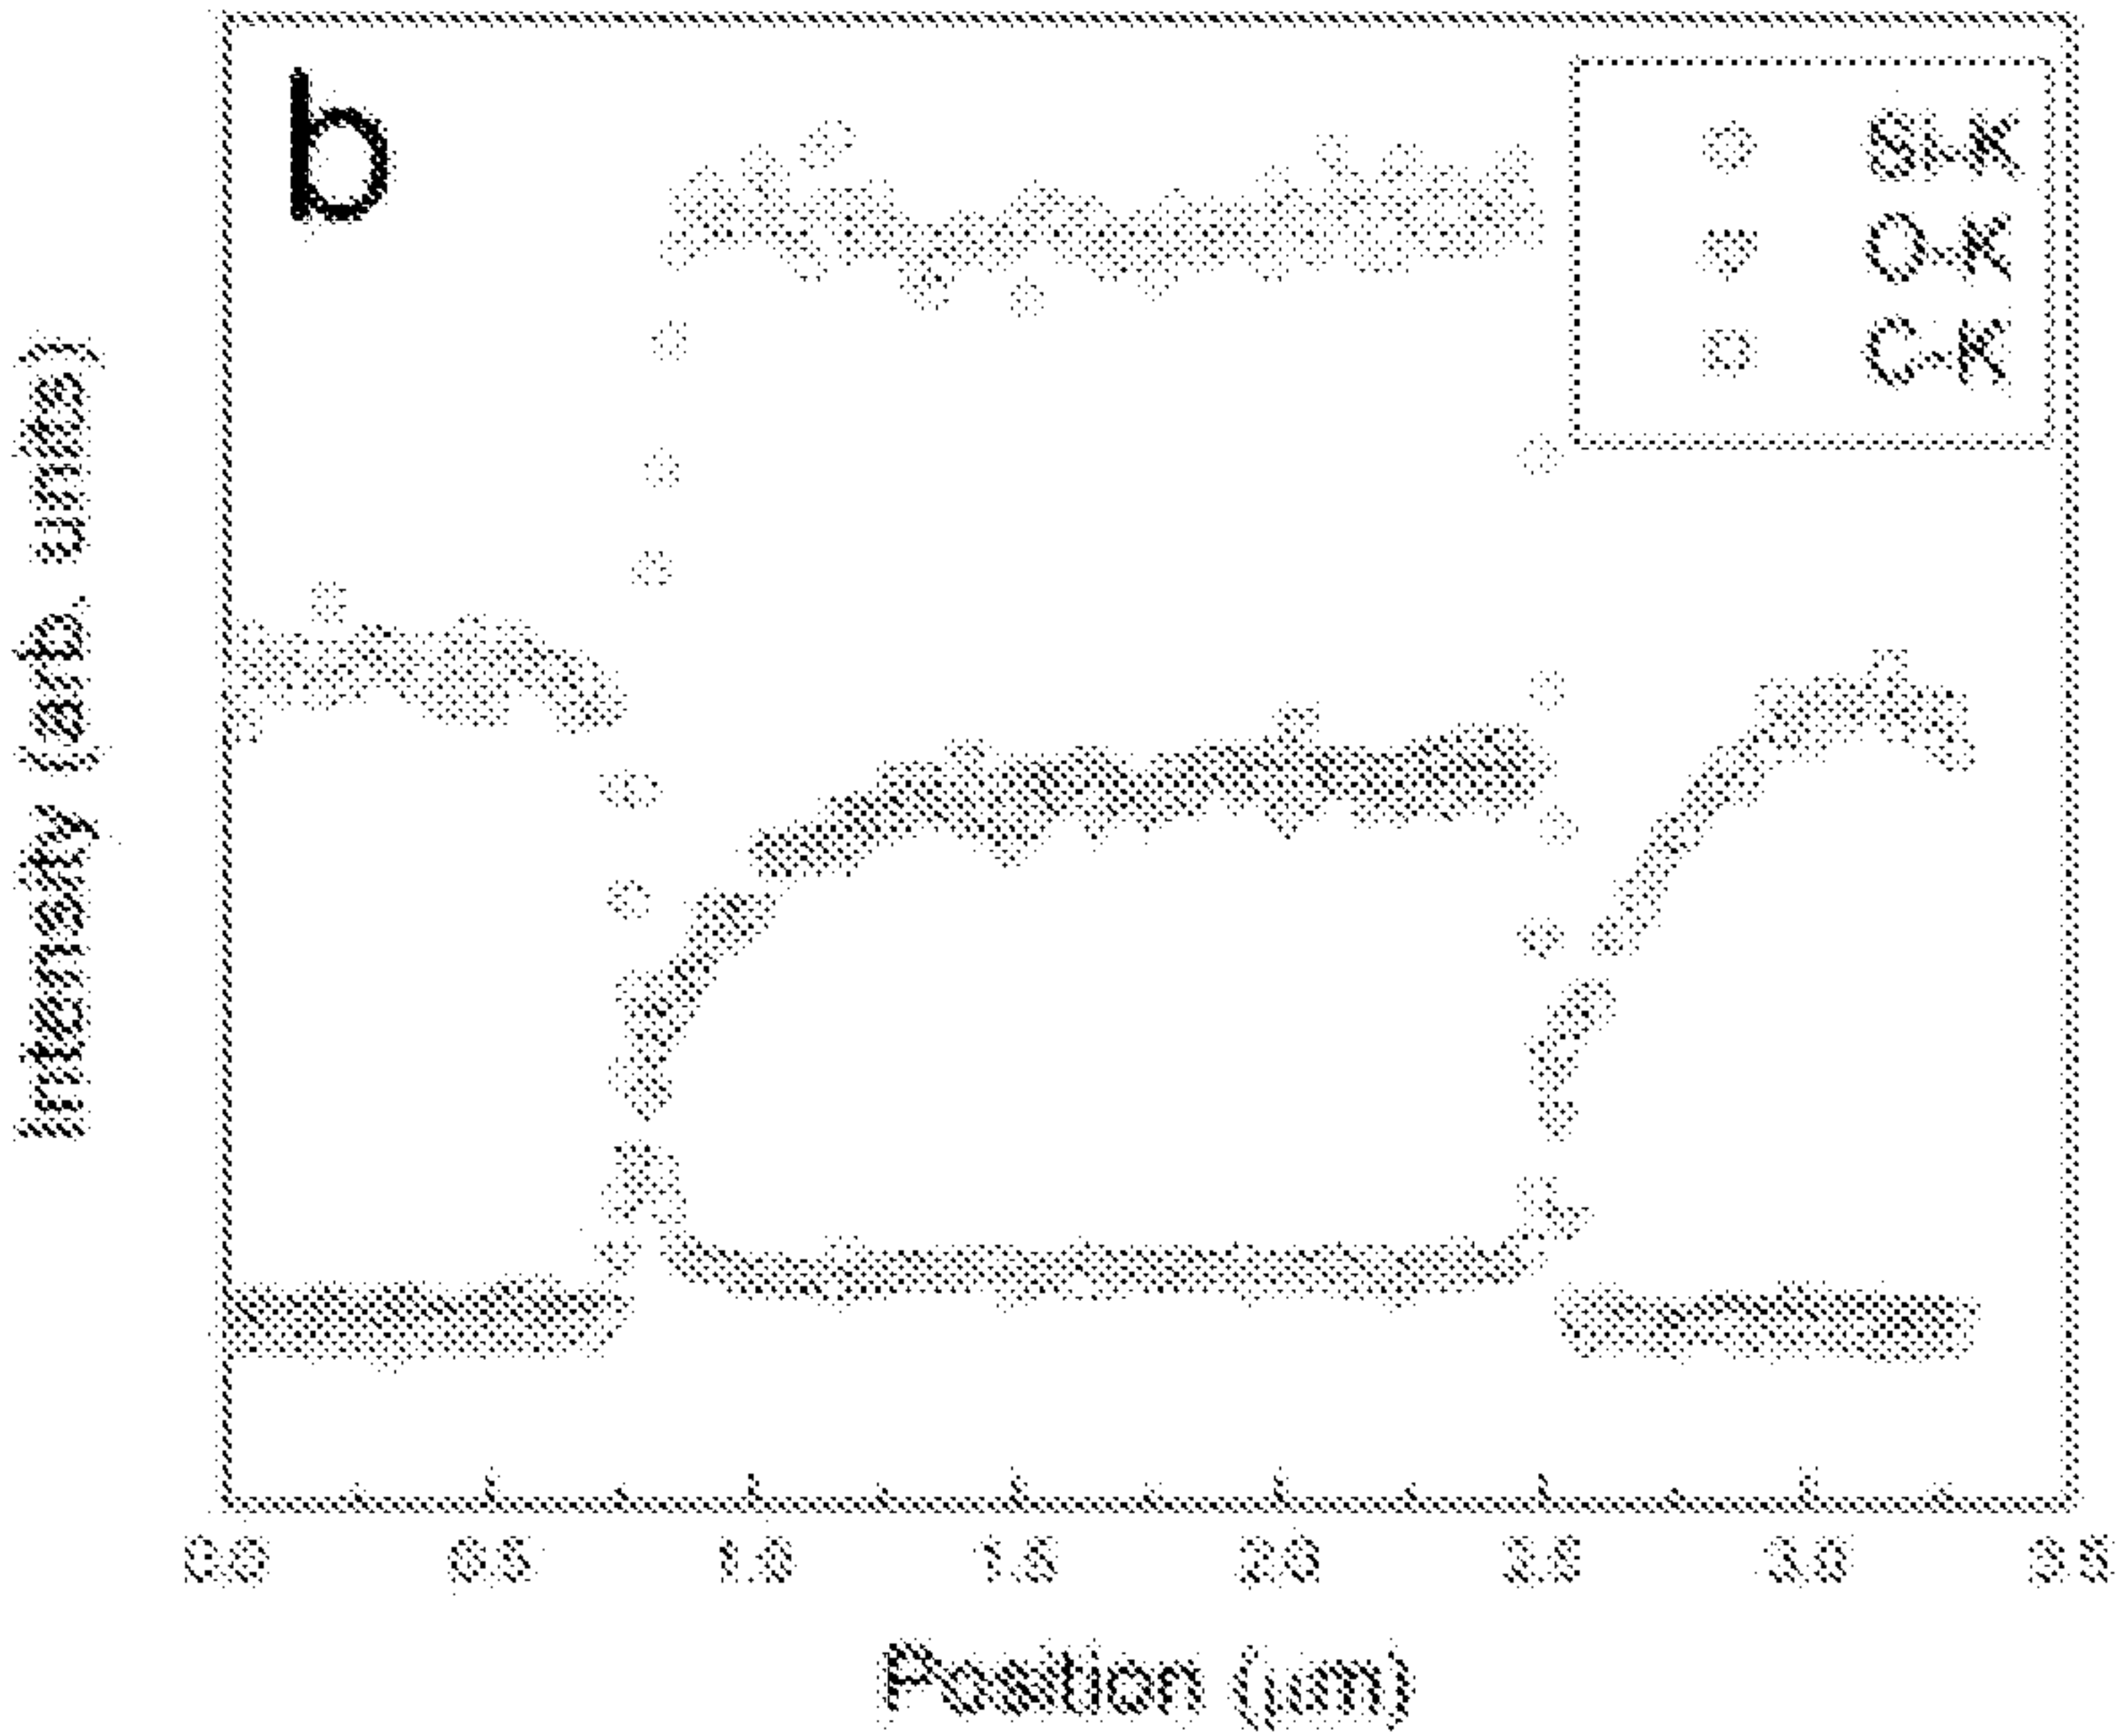 b
Si-K
O-K
C-K
Intensity (arb. units)
0.0 0.5 1.0 1.5 2.0 2.5 3.0 3.5
Position (μm)